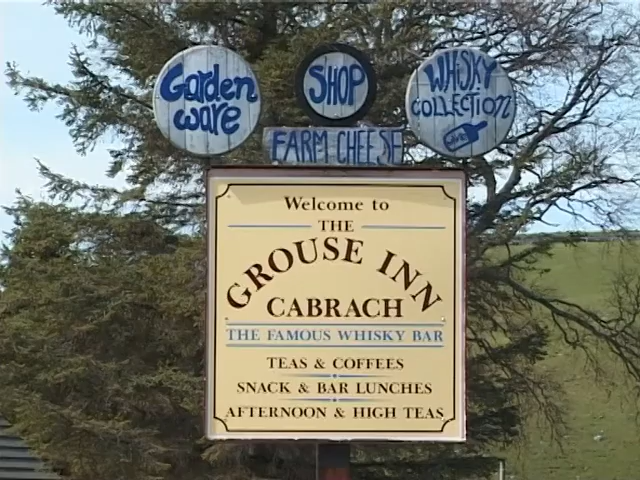 Garden
ware
SHOP
WHISKY
COLLECTION
FARM CHEESE
Welcome to
THE
GROUSE INN
CABRACH
THE FAMOUS WHISKY BAR
TEAS & COFFEES
SNACK & BAR LUNCHES
AFTERNOON & HIGH TEAS